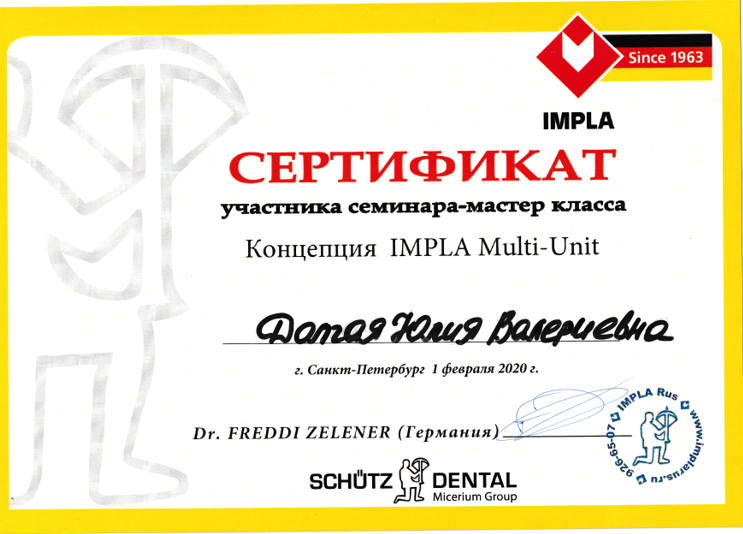 Since 1963
IMPLA
СЕРТИФИКАТ
участника семинара-мастер класса
Концепция IMPLA Multi-Unit
Датая Юлия Валериевна
г. Санкт-Петербург 1 февраля 2020 г.
Dr. FREDDI ZELENER (Германия)
IMPLA Rus www.implarus.ru 926-65-07
SCHÜTZ DENTAL
Micerium Group